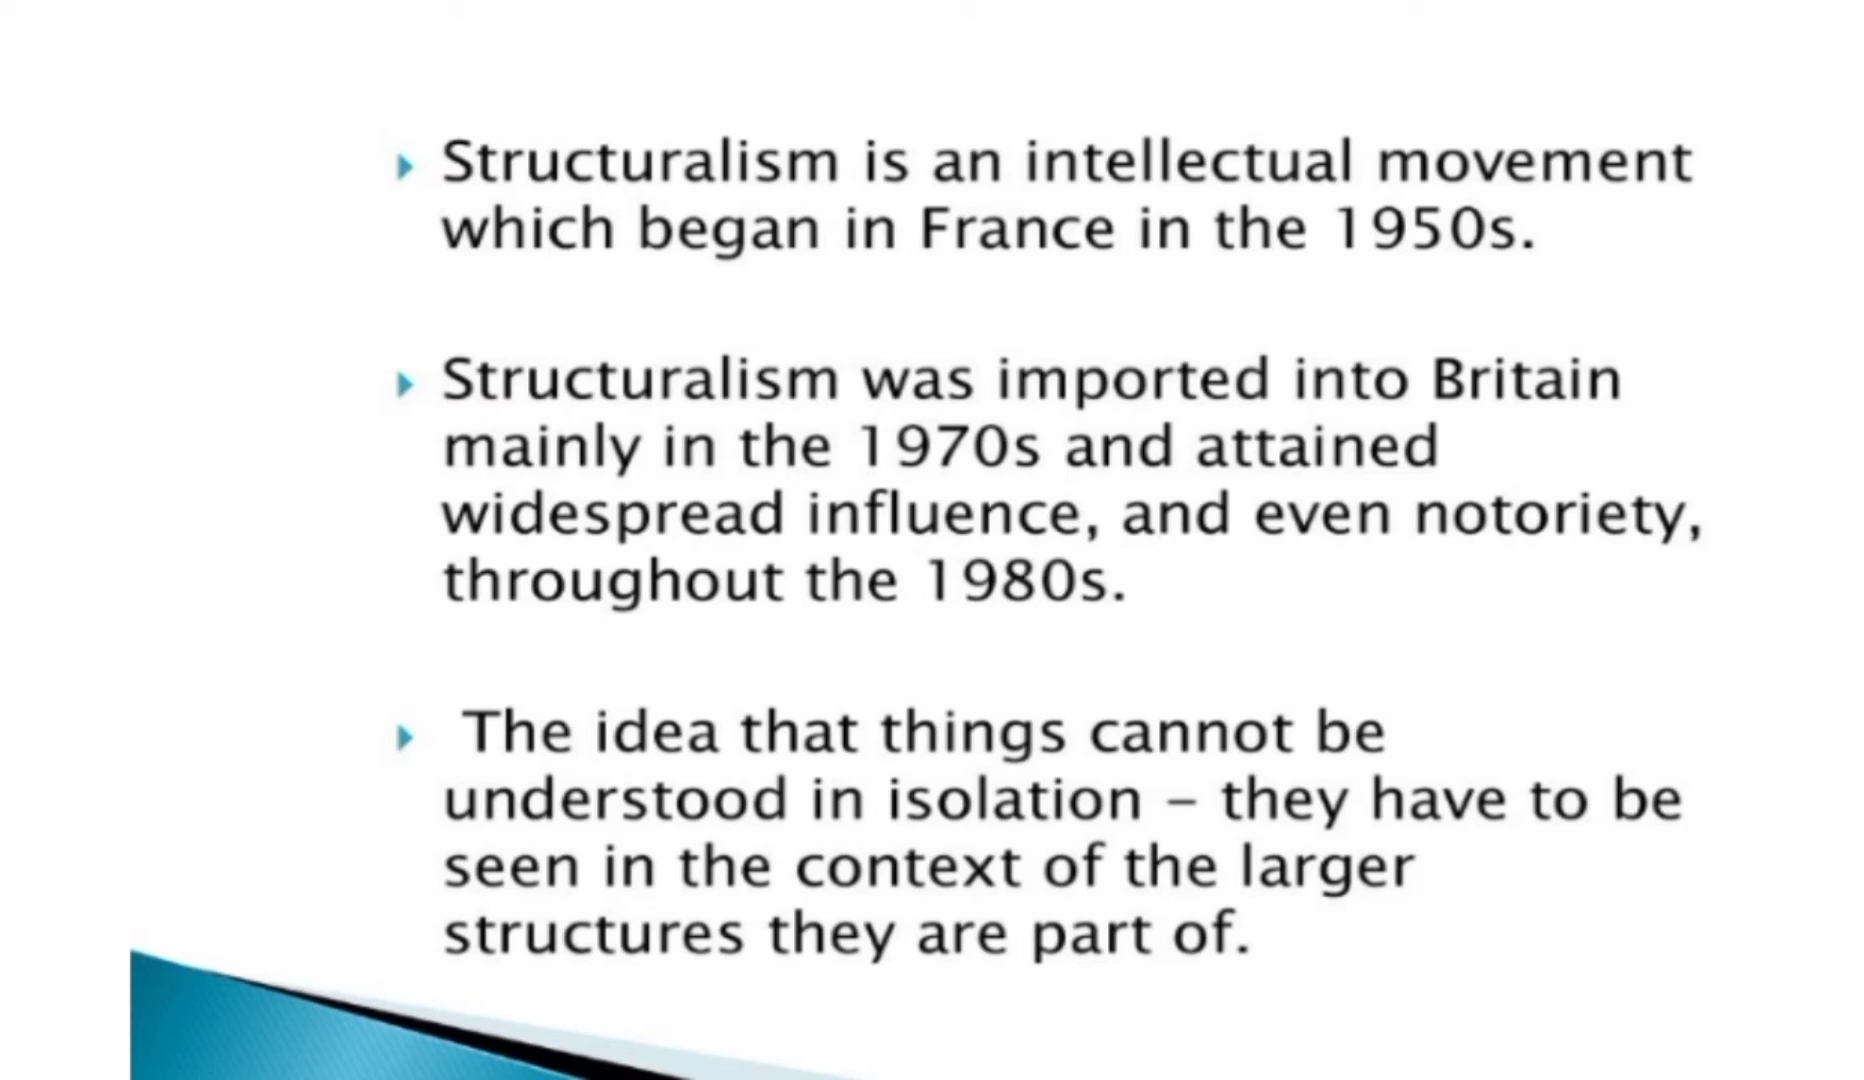 Structuralism is an intellectual movement
which began in France in the 1950s.
Structuralism was imported into Britain
mainly in the 1970s and attained
widespread influence, and even notoriety,
throughout the 1980s.
The idea that things cannot be
understood in isolation – they have to be
seen in the context of the larger
structures they are part of.